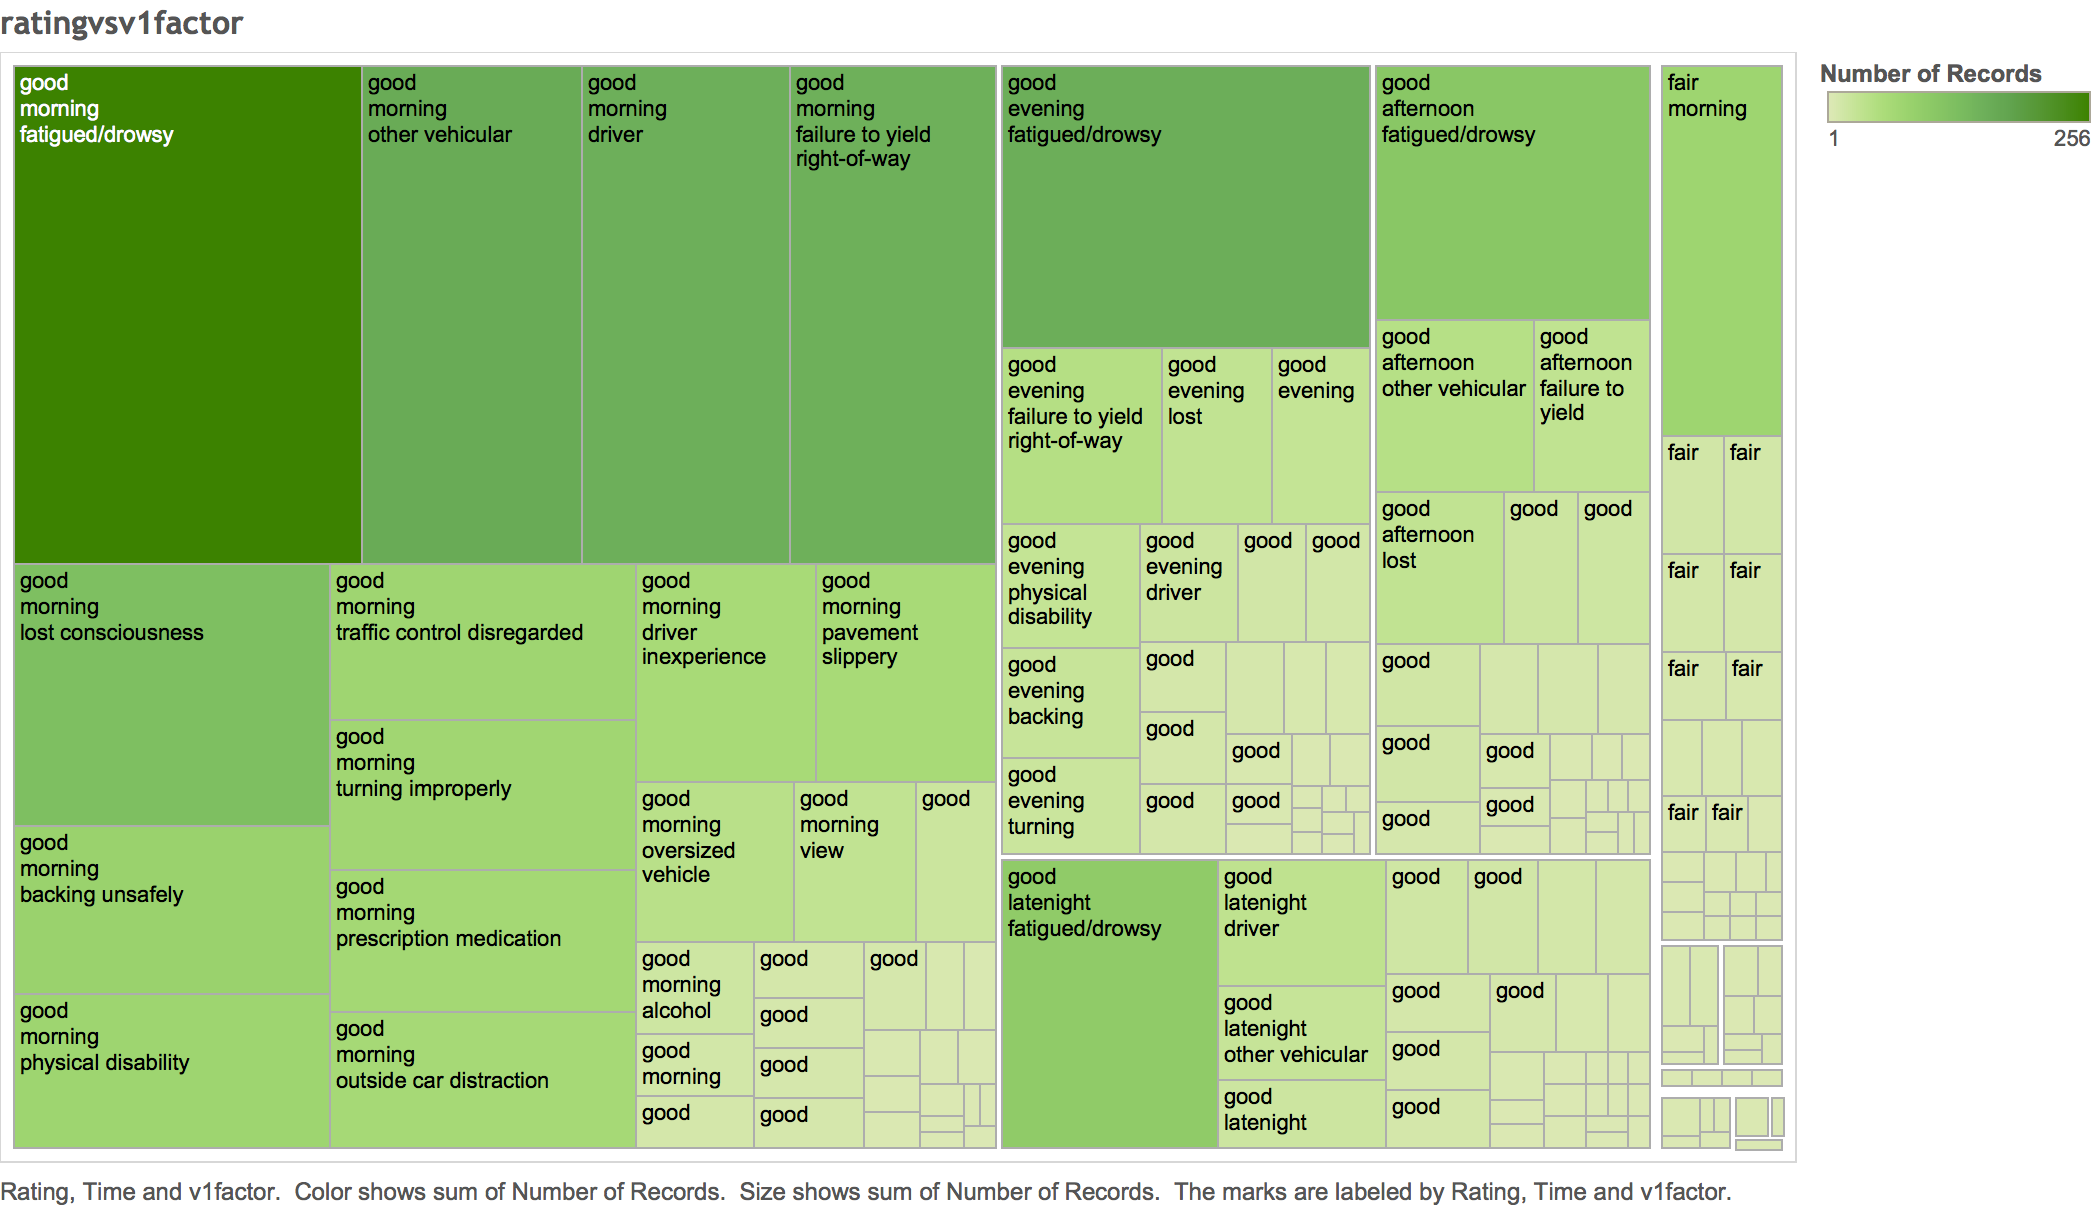 ratingvsv1factor
good
morning
fatigued/drowsy
good
morning
other vehicular
good
morning
driver
good
morning
failure to yield
right-of-way
good
morning
lost consciousness
good
morning
backing unsafely
good
morning
physical disability
good
morning
traffic control disregarded
good
morning
turning improperly
good
morning
prescription medication
good
morning
outside car distraction
good
morning
driver
inexperience
good
morning
pavement
slippery
good
morning
oversized
vehicle
good
morning
view
good
good
morning
alcohol
good
morning
good
good
good
good
good
good
good
evening
fatigued/drowsy
good
evening
failure to yield
right-of-way
good
evening
lost
good
evening
good
evening
physical
disability
good
evening
backing
good
evening
turning
good
evening
driver
good
good
good
good
good
good
good
good
afternoon
fatigued/drowsy
good
afternoon
other vehicular
good
afternoon
failure to
yield
good
afternoon
lost
good
good
good
good
good
good
good
good
latenight
fatigued/drowsy
good
latenight
driver
good
latenight
other vehicular
good
latenight
good
good
good
good
good
good
fair
morning
fair
fair
fair
fair
fair
fair
fair
fair
Number of Records
1
256
Rating, Time and v1factor.  Color shows sum of Number of Records.  Size shows sum of Number of Records.  The marks are labeled by Rating, Time and v1factor.